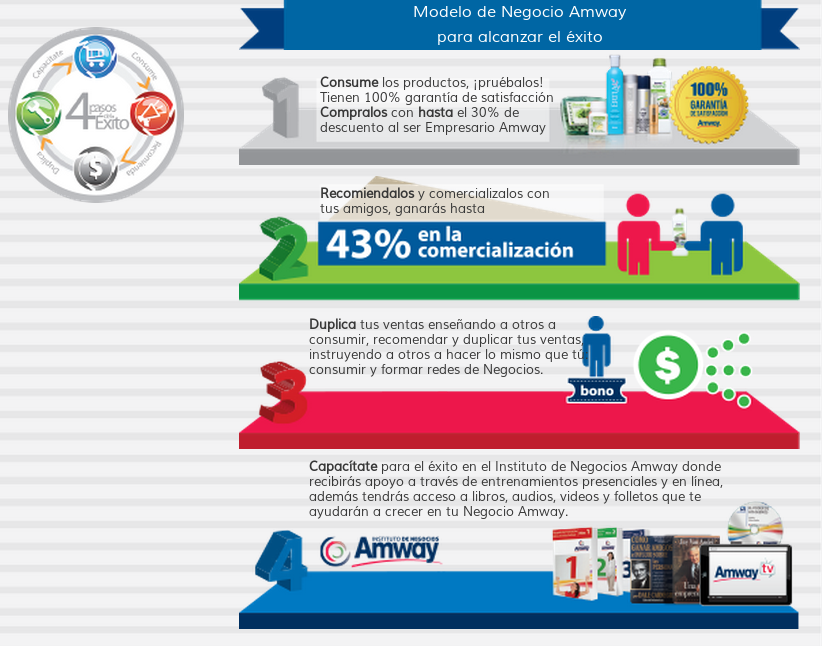 Modelo de Negocio Amway
para alcanzar el éxito
Capacítate
Consume
4 pasos
Éxito
Duplica
Recomienda
1
Consume los productos, ¡pruébalos!
Tienen 100% garantía de satisfacción
Compralos con hasta el 30% de
descuento al ser Empresario Amway
100%
GARANTÍA
DE SATISFACCIÓN
Amway
2
Recomiendalos y comercializalos con
tus amigos, ganarás hasta
43% en la
comercialización
3
Duplica tus ventas enseñando a otros a
consumir, recomendar y duplicar tus ventas,
instruyendo a otros a hacer lo mismo que tú
consumir y formar redes de Negocios.
$
bono
4
Capacítate para el éxito en el Instituto de Negocios Amway donde
recibirás apoyo a través de entrenamientos presenciales y en línea,
además tendrás acceso a libros, audios, videos y folletos que te
ayudarán a crecer en tu Negocio Amway.
INSTITUTO DE NEGOCIOS
Amway
1
2
3
COMO
GANAR AMIGOS
Amway tv